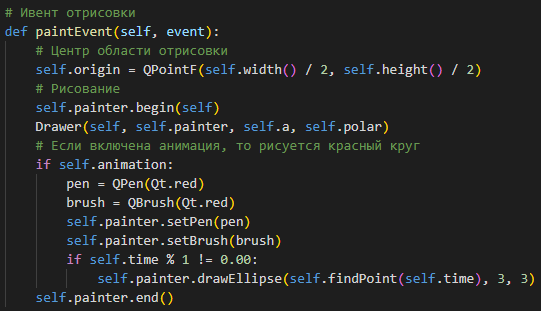 # Ивент отрисовки
def paintEvent(self, event):
    # Центр области отрисовки
    self.origin = QPointF(self.width() / 2, self.height() / 2)
    # Рисование
    self.painter.begin(self)
    Drawer(self, self.painter, self.a, self.polar)
    # Если включена анимация, то рисуется красный круг
    if self.animation:
        pen = QPen(Qt.red)
        brush = QBrush(Qt.red)
        self.painter.setPen(pen)
        self.painter.setBrush(brush)
        if self.time % 1 != 0.00:
            self.painter.drawEllipse(self.findPoint(self.time), 3, 3)
    self.painter.end()